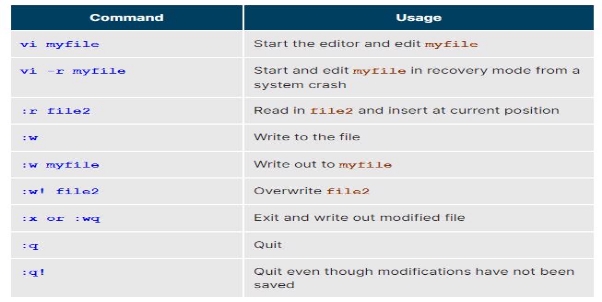 Command Usage
vi myfile Start the editor and edit myfile
vi -r myfile Start and edit myfile in recovery mode from a
system crash
:r file2 Read in file2 and insert at current position
:w Write to the file
:w myfile Write out to myfile
:w! file2 Overwrite file2
:x or :wq Exit and write out modified file
:q Quit
:q! Quit even though modifications have not been
saved